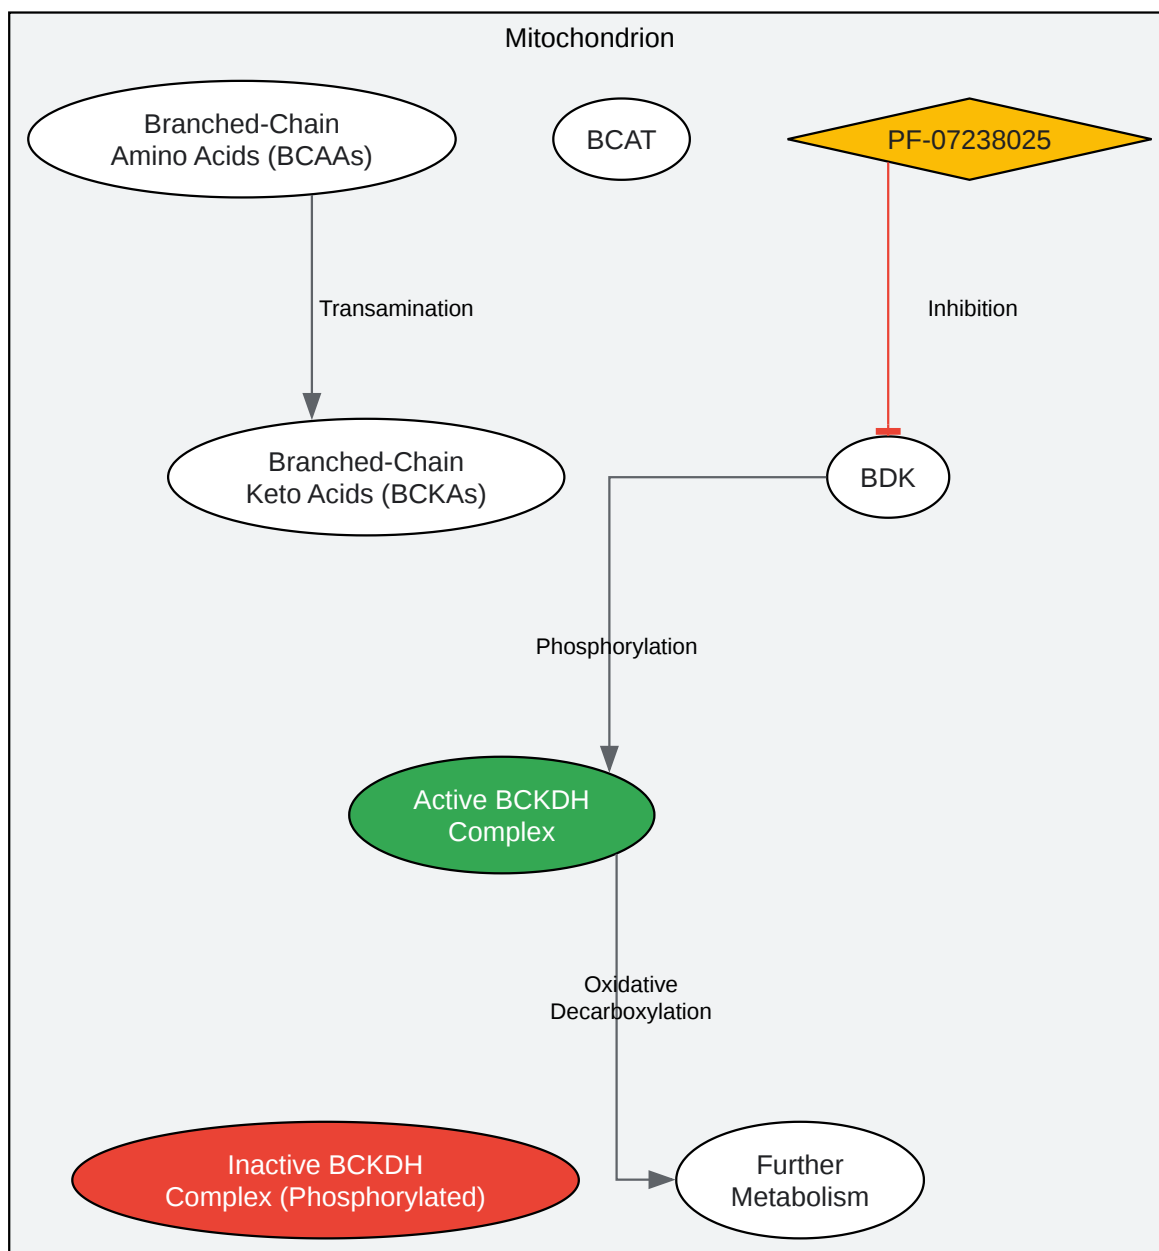 Mitochondrion
Branched-Chain
Amino Acids (BCAAs)
BCAT
PF-07238025
Transamination
Inhibition
Branched-Chain
Keto Acids (BCKAs)
BDK
Phosphorylation
Active BCKDH
Complex
Oxidative
Decarboxylation
Inactive BCKDH
Complex (Phosphorylated)
Further
Metabolism